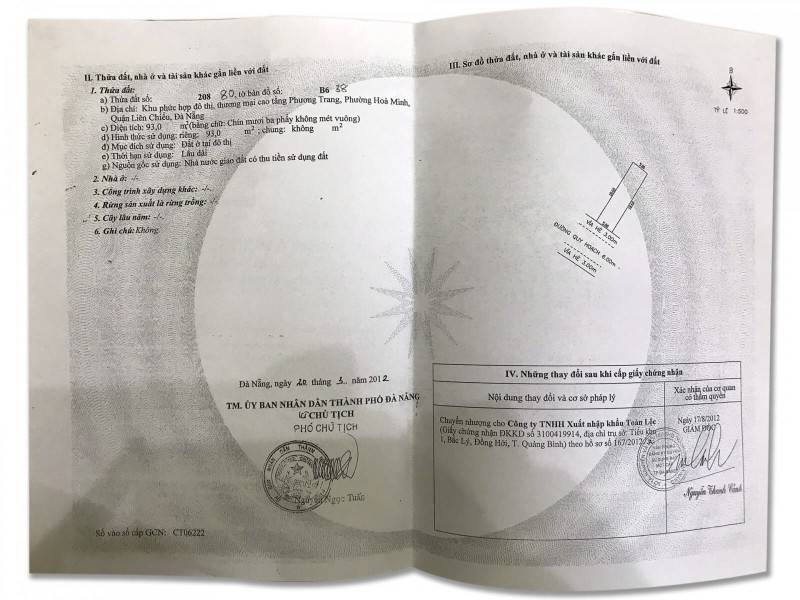 II. Thửa đất, nhà ở và tài sản khác gắn liền với đất
1. Thửa đất:
a) Thửa đất số: 208 80, tờ bản đồ số: B6 38
b) Địa chỉ: Khu phức hợp đô thị, thương mại cao tầng Phương Trang, Phường Hoà Minh,
Quận Liên Chiểu, Đà Nẵng
c) Diện tích: 93,0 m² (bằng chữ: Chín mươi ba phẩy không mét vuông)
d) Hình thức sử dụng: riêng: 93,0 m² ; chung: không m²
đ) Mục đích sử dụng: Đất ở tại đô thị
e) Thời hạn sử dụng: Lâu dài
g) Nguồn gốc sử dụng: Nhà nước giao đất có thu tiền sử dụng đất
2. Nhà ở: -/-
3. Công trình xây dựng khác: -/-
4. Rừng sản xuất là rừng trồng: -/-
5. Cây lâu năm: -/-
6. Ghi chú: Không.
Đà Nẵng, ngày 20 tháng 3 năm 2012
TM. ỦY BAN NHÂN DÂN THÀNH PHỐ ĐÀ NẴNG
CHỦ TỊCH
PHÓ CHỦ TỊCH
Nguyễn Ngọc Tuấn
Số vào sổ cấp GCN: CT06222
III. Sơ đồ thửa đất, nhà ở và tài sản khác gắn liền với đất
B
TỶ LỆ 1:500
VỈA HÈ 3.00m
ĐƯỜNG QUY HOẠCH 6.00m
VỈA HÈ 3.00m
IV. Những thay đổi sau khi cấp giấy chứng nhận
Nội dung thay đổi và cơ sở pháp lý
Xác nhận của cơ quan
có thẩm quyền
Chuyển nhượng cho Công ty TNHH Xuất nhập khẩu Toàn Lộc
(Giấy chứng nhận ĐKKD số 3100419914, địa chỉ trụ sở: Tiểu khu
1, Bắc Lý, Đồng Hới, T. Quảng Bình) theo hồ sơ số 167/2012
Ngày 17/8/2012
GIÁM ĐỐC
Nguyễn Thanh Cảnh